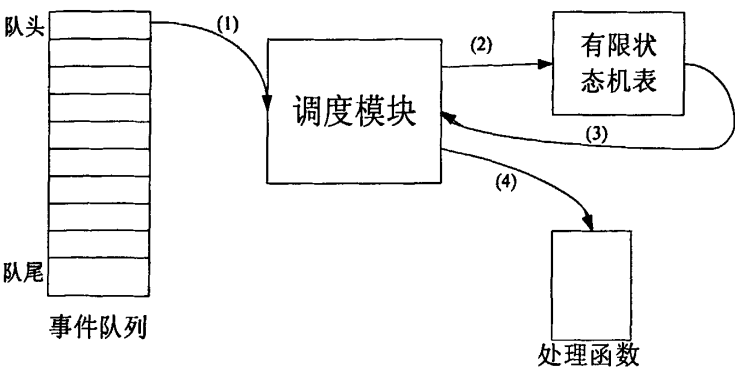 队头
(1)
(2)
有限状
态机表
调度模块
(3)
(4)
队尾
事件队列
处理函数